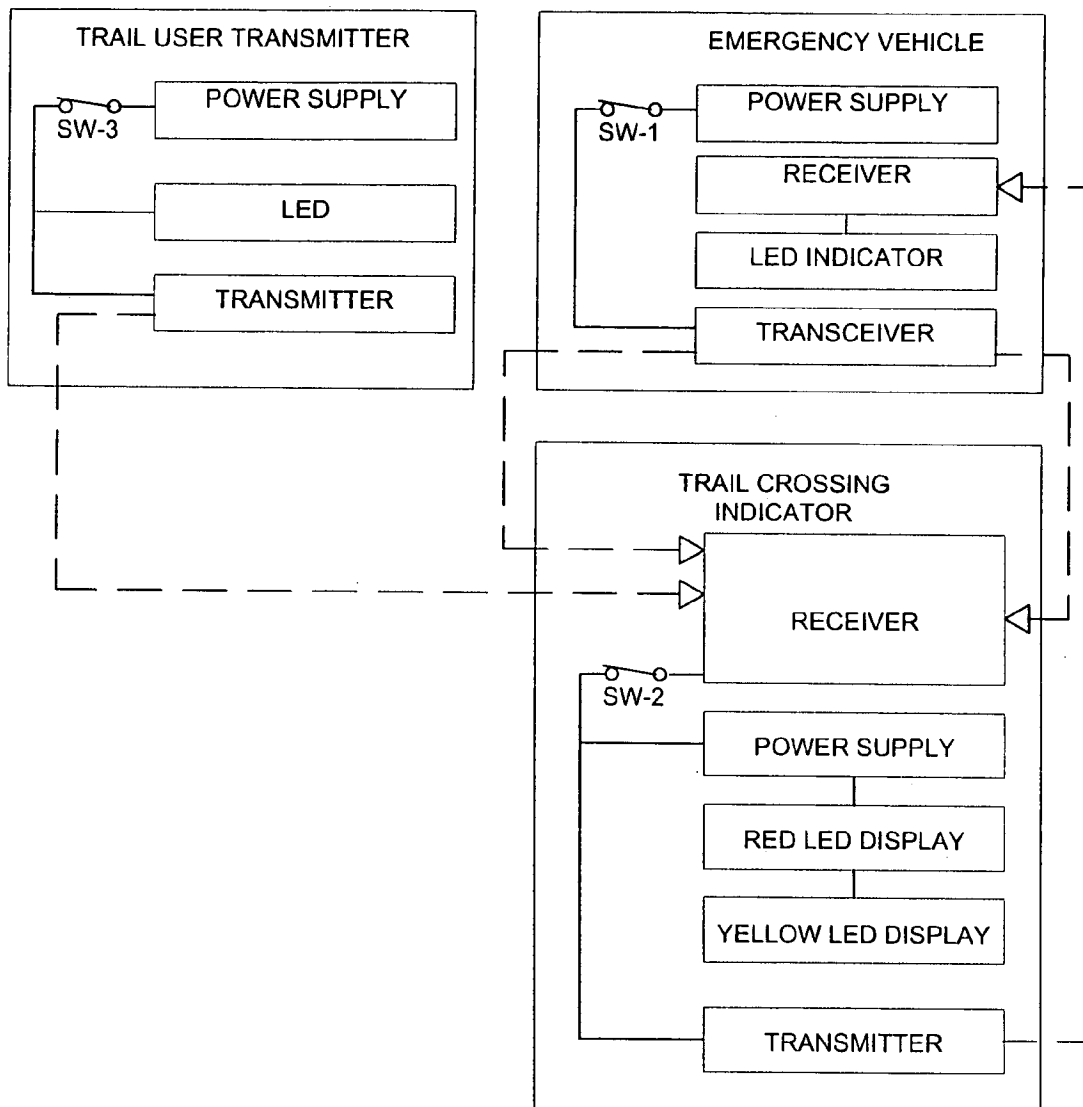 TRAIL USER TRANSMITTER
POWER SUPPLY
SW-3
LED
TRANSMITTER
EMERGENCY VEHICLE
POWER SUPPLY
SW-1
RECEIVER
LED INDICATOR
TRANSCEIVER
TRAIL CROSSING
INDICATOR
RECEIVER
SW-2
POWER SUPPLY
RED LED DISPLAY
YELLOW LED DISPLAY
TRANSMITTER